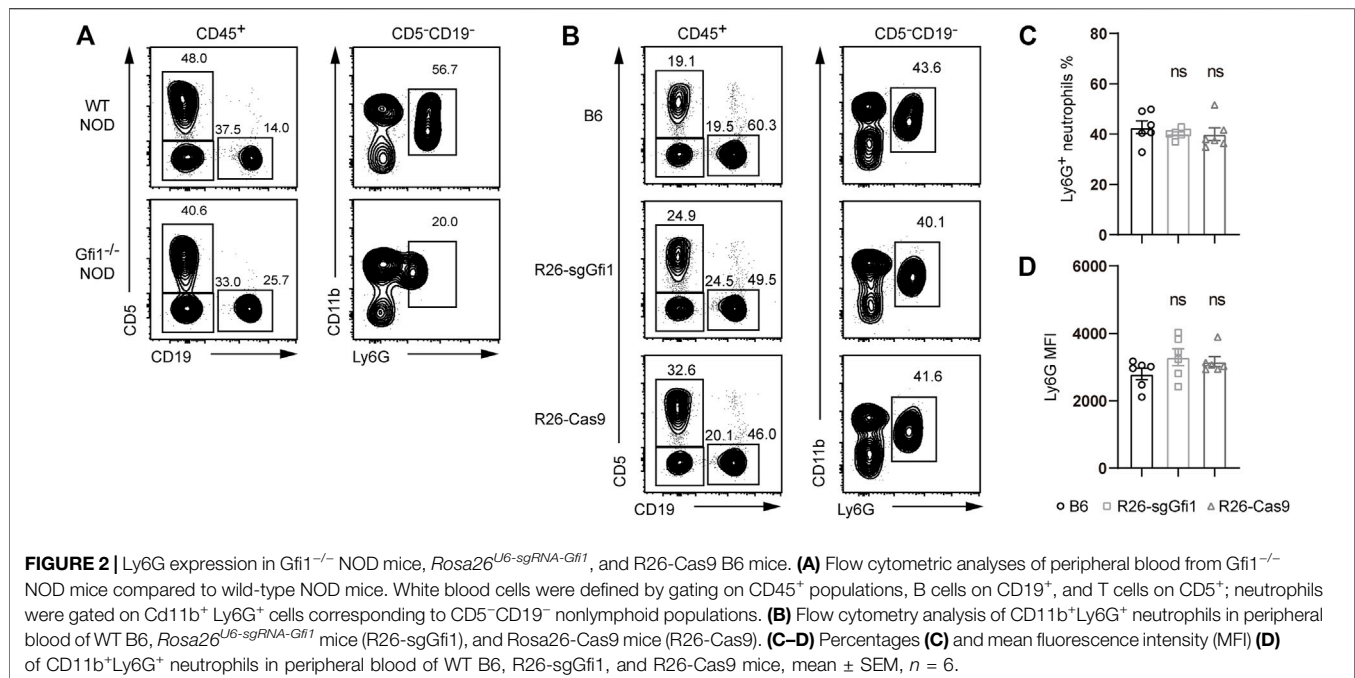 A
CD45+
CD5-CD19-
WT
NOD
48.0
37.5
14.0
56.7
Gfi1-/-
NOD
40.6
33.0
25.7
20.0
CD5
CD19
CD11b
Ly6G
B
CD45+
CD5-CD19-
B6
19.1
19.5
60.3
43.6
R26-sgGfi1
24.9
24.5
49.5
40.1
R26-Cas9
32.6
20.1
46.0
41.6
CD5
CD19
CD11b
Ly6G
C
Ly6G+ neutrophils %
80
60
40
20
0
ns
ns
D
Ly6G MFI
6000
4000
2000
0
ns
ns
B6
R26-sgGfi1
R26-Cas9
FIGURE 2 | Ly6G expression in Gfi1−/− NOD mice, Rosa26U6-sgRNA-Gfi1, and R26-Cas9 B6 mice. (A) Flow cytometric analyses of peripheral blood from Gfi1−/−
NOD mice compared to wild-type NOD mice. White blood cells were defined by gating on CD45+ populations, B cells on CD19+, and T cells on CD5+; neutrophils
were gated on Cd11b+ Ly6G+ cells corresponding to CD5−CD19− nonlymphoid populations. (B) Flow cytometry analysis of CD11b+Ly6G+ neutrophils in peripheral
blood of WT B6, Rosa26U6-sgRNA-Gfi1 mice (R26-sgGfi1), and Rosa26-Cas9 mice (R26-Cas9). (C–D) Percentages (C) and mean fluorescence intensity (MFI) (D)
of CD11b+Ly6G+ neutrophils in peripheral blood of WT B6, R26-sgGfi1, and R26-Cas9 mice, mean ± SEM, n = 6.